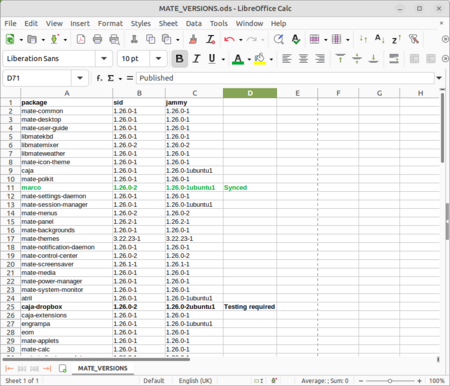 MATE_VERSIONS.ods - LibreOffice Calc
File Edit View Insert Format Styles Sheet Data Tools Window Help
Liberation Sans 10 pt B I U A
D71 Σ = Published
A B C D E F G H
1 package sid jammy
2 mate-common 1.26.0-1 1.26.0-1
3 mate-desktop 1.26.0-1 1.26.0-1
4 mate-user-guide 1.26.0-1 1.26.0-1
5 libmatekbd 1.26.0-1 1.26.0-1
6 libmatemixer 1.26.0-2 1.26.0-2
7 libmateweather 1.26.0-1 1.26.0-1
8 mate-icon-theme 1.26.0-1 1.26.0-1
9 caja 1.26.0-1 1.26.0-1ubuntu1
10 mate-polkit 1.26.0-1 1.26.0-1
11 marco 1.26.0-2 1.26.0-1ubuntu1 Synced
12 mate-settings-daemon 1.26.0-1 1.26.0-1
13 mate-session-manager 1.26.0-1 1.26.0-1ubuntu1
14 mate-menus 1.26.0-2 1.26.0-2
15 mate-panel 1.26.2-1 1.26.2-1
16 mate-backgrounds 1.26.0-1 1.26.0-1
17 mate-themes 3.22.23-1 3.22.23-1
18 mate-notification-daemon 1.26.0-1 1.26.0-1
19 mate-control-center 1.26.0-2 1.26.0-2
20 mate-screensaver 1.26.1-1 1.26.1-1
21 mate-media 1.26.0-1 1.26.0-1
22 mate-power-manager 1.26.0-1 1.26.0-1
23 mate-system-monitor 1.26.0-1 1.26.0-1
24 atril 1.26.0-1 1.26.0-1ubuntu1
25 caja-dropbox 1.26.0-2 1.26.0-2ubuntu1 Testing required
26 caja-extensions 1.26.0-1 1.26.0-1
27 engrampa 1.26.0-1 1.26.0-1ubuntu1
28 eom 1.26.0-1 1.26.0-1
29 mate-applets 1.26.0-1 1.26.0-1
30 mate-calc 1.26.0-1 1.26.0-1
MATE_VERSIONS
Sheet 1 of 1 Default English (UK) Average: ; Sum: 0 100%